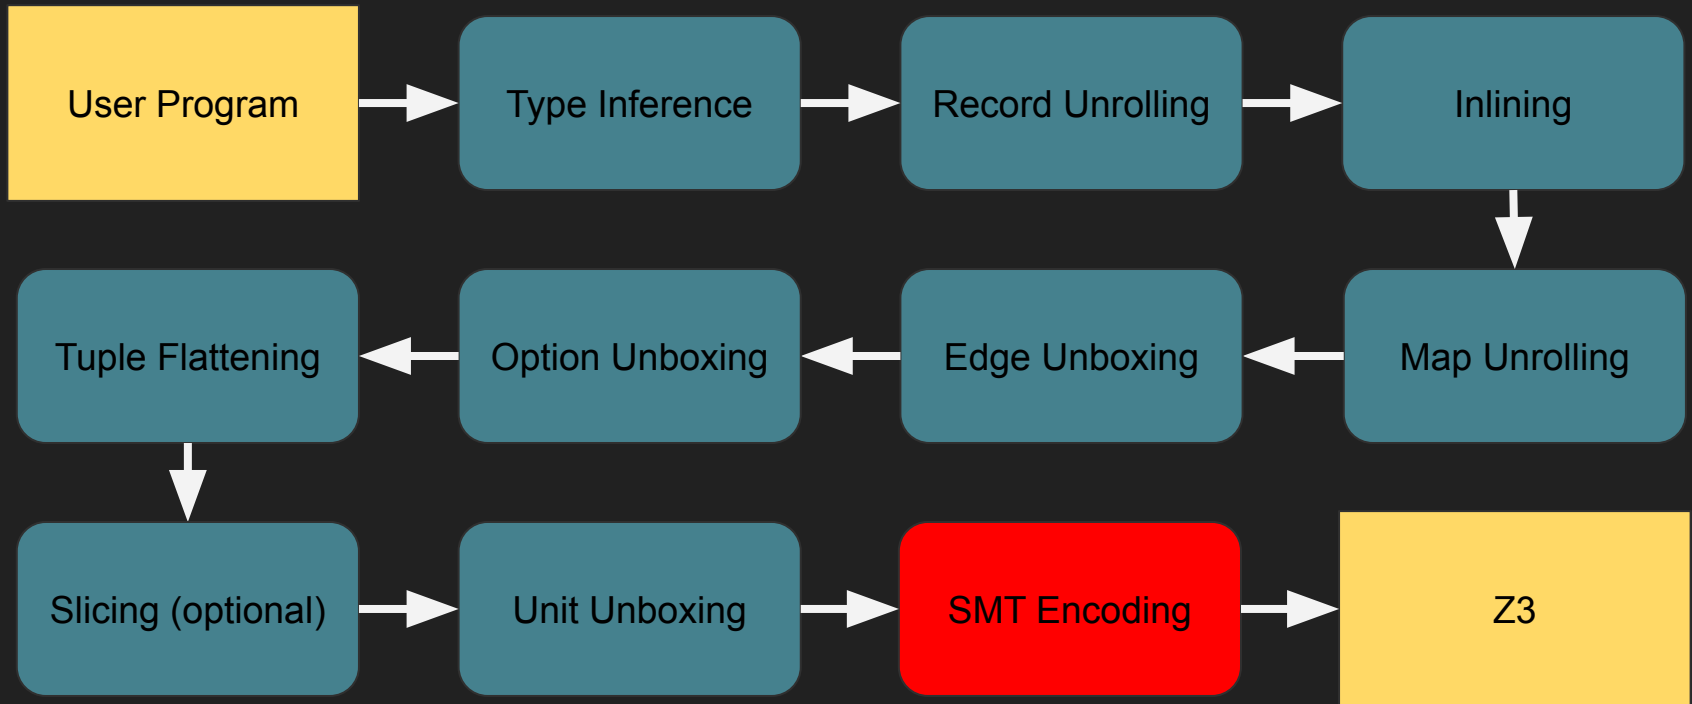 User Program
Type Inference
Record Unrolling
Inlining
Tuple Flattening
Option Unboxing
Edge Unboxing
Map Unrolling
Slicing (optional)
Unit Unboxing
SMT Encoding
Z3